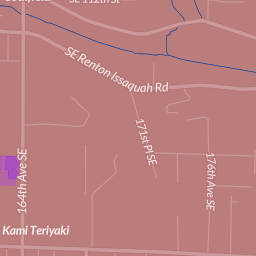 SE 112th St
SE Renton Issaquah Rd
171st Pl SE
176th Ave SE
164th Ave SE
Kami Teriyaki